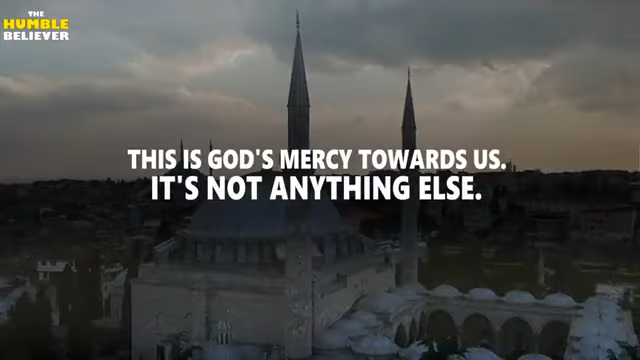 THE
HUMBLE
BELIEVER
THIS IS GOD'S MERCY TOWARDS US.
IT'S NOT ANYTHING ELSE.